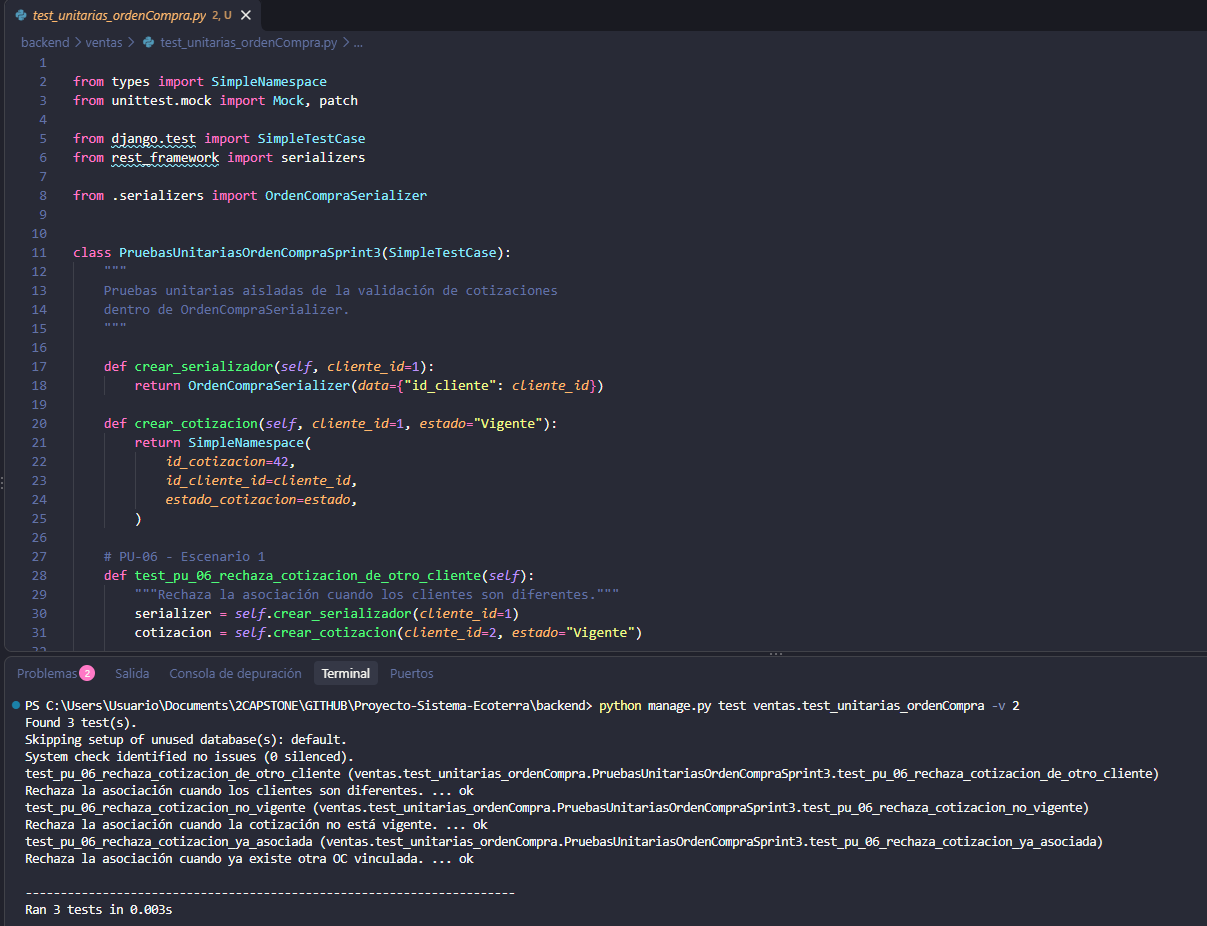 test_unitarias_ordenCompra.py 2, U
backend > ventas > test_unitarias_ordenCompra.py > ...
1
2 from types import SimpleNamespace
3 from unittest.mock import Mock, patch
4
5 from django.test import SimpleTestCase
6 from rest_framework import serializers
7
8 from .serializers import OrdenCompraSerializer
9
10
11 class PruebasUnitariasOrdenCompraSprint3(SimpleTestCase):
12 """
13 Pruebas unitarias aisladas de la validación de cotizaciones
14 dentro de OrdenCompraSerializer.
15 """
16
17 def crear_serializador(self, cliente_id=1):
18 return OrdenCompraSerializer(data={"id_cliente": cliente_id})
19
20 def crear_cotizacion(self, cliente_id=1, estado="Vigente"):
21 return SimpleNamespace(
22 id_cotizacion=42,
23 id_cliente_id=cliente_id,
24 estado_cotizacion=estado,
25 )
26
27 # PU-06 - Escenario 1
28 def test_pu_06_rechaza_cotizacion_de_otro_cliente(self):
29 """Rechaza la asociación cuando los clientes son diferentes."""
30 serializer = self.crear_serializador(cliente_id=1)
31 cotizacion = self.crear_cotizacion(cliente_id=2, estado="Vigente")
Problemas 2 Salida Consola de depuración Terminal Puertos
PS C:\Users\Usuario\Documents\2CAPSTONE\GITHUB\Proyecto-Sistema-Ecoterra\backend> python manage.py test ventas.test_unitarias_ordenCompra -v 2
Found 3 test(s).
Skipping setup of unused database(s): default.
System check identified no issues (0 silenced).
test_pu_06_rechaza_cotizacion_de_otro_cliente (ventas.test_unitarias_ordenCompra.PruebasUnitariasOrdenCompraSprint3.test_pu_06_rechaza_cotizacion_de_otro_cliente)
Rechaza la asociación cuando los clientes son diferentes. ... ok
test_pu_06_rechaza_cotizacion_no_vigente (ventas.test_unitarias_ordenCompra.PruebasUnitariasOrdenCompraSprint3.test_pu_06_rechaza_cotizacion_no_vigente)
Rechaza la asociación cuando la cotización no está vigente. ... ok
test_pu_06_rechaza_cotizacion_ya_asociada (ventas.test_unitarias_ordenCompra.PruebasUnitariasOrdenCompraSprint3.test_pu_06_rechaza_cotizacion_ya_asociada)
Rechaza la asociación cuando ya existe otra OC vinculada. ... ok
----------------------------------------------------------------------
Ran 3 tests in 0.003s